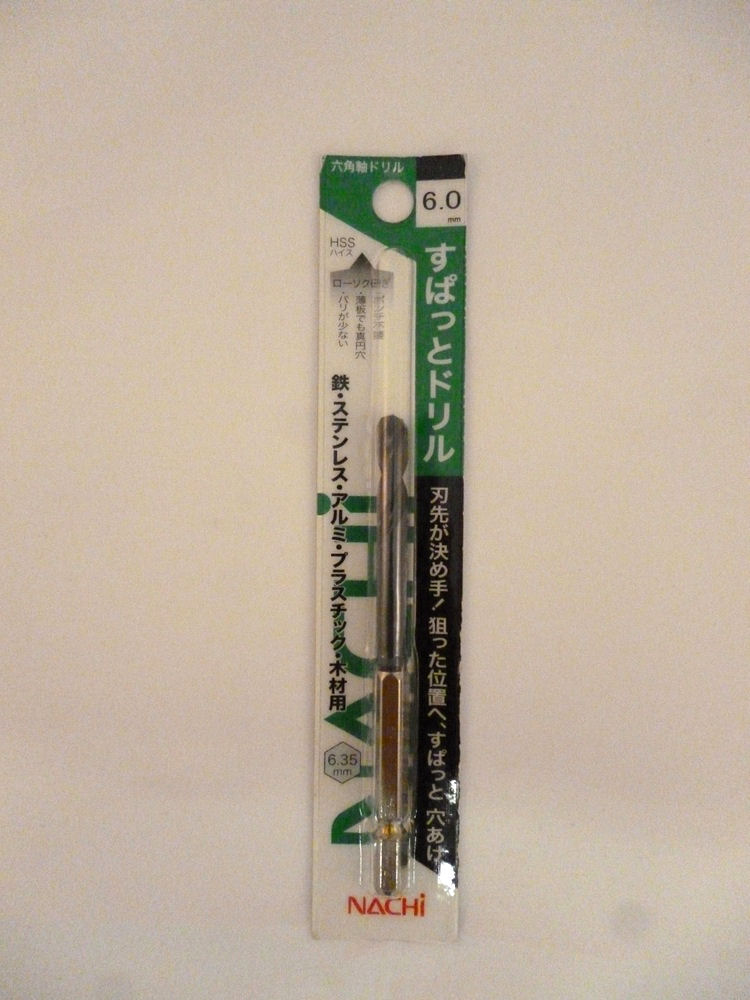 六角軸ドリル
6.0
mm
すぱっとドリル
刃先が決め手! 狙った位置へ、すぱっと 穴あけ
HSS
ハイス
ローソク研ぎ
・ポンチ不要
・薄板でも真円穴
・バリが少ない
鉄・ステンレス・アルミ・プラスチック・木材用
NACHi
6.35
mm
NACHi